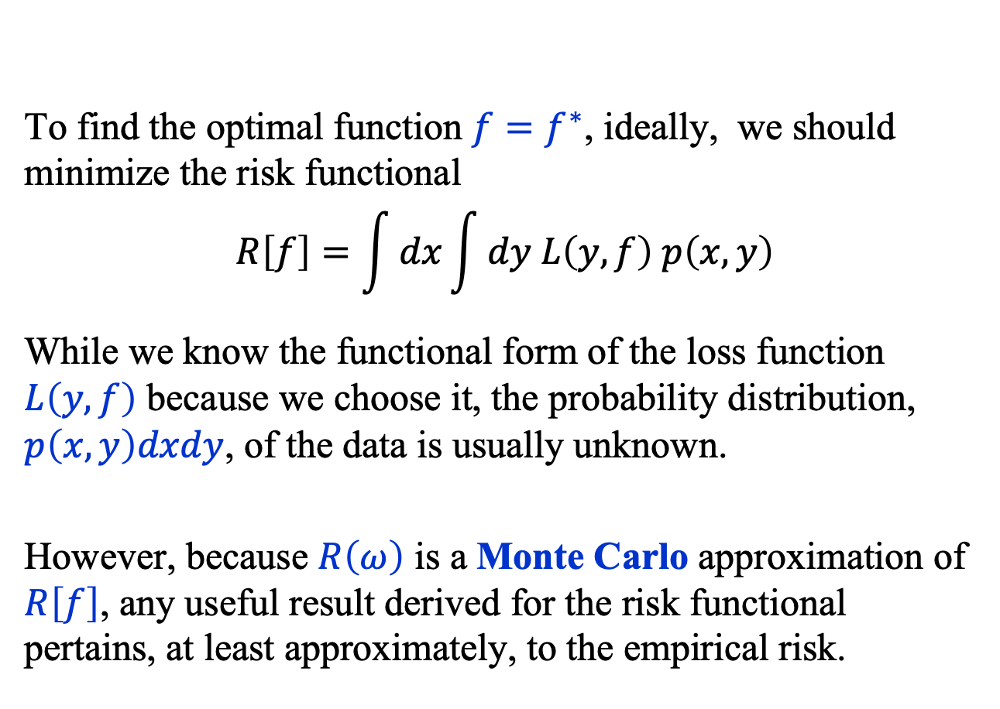 To find the optimal function f = f*, ideally, we should
minimize the risk functional
R[f] = ∫ dx ∫ dy L(y, f) p(x, y)
While we know the functional form of the loss function
L(y, f) because we choose it, the probability distribution,
p(x, y)dxdy, of the data is usually unknown.
However, because R(ω) is a Monte Carlo approximation of
R[f], any useful result derived for the risk functional
pertains, at least approximately, to the empirical risk.